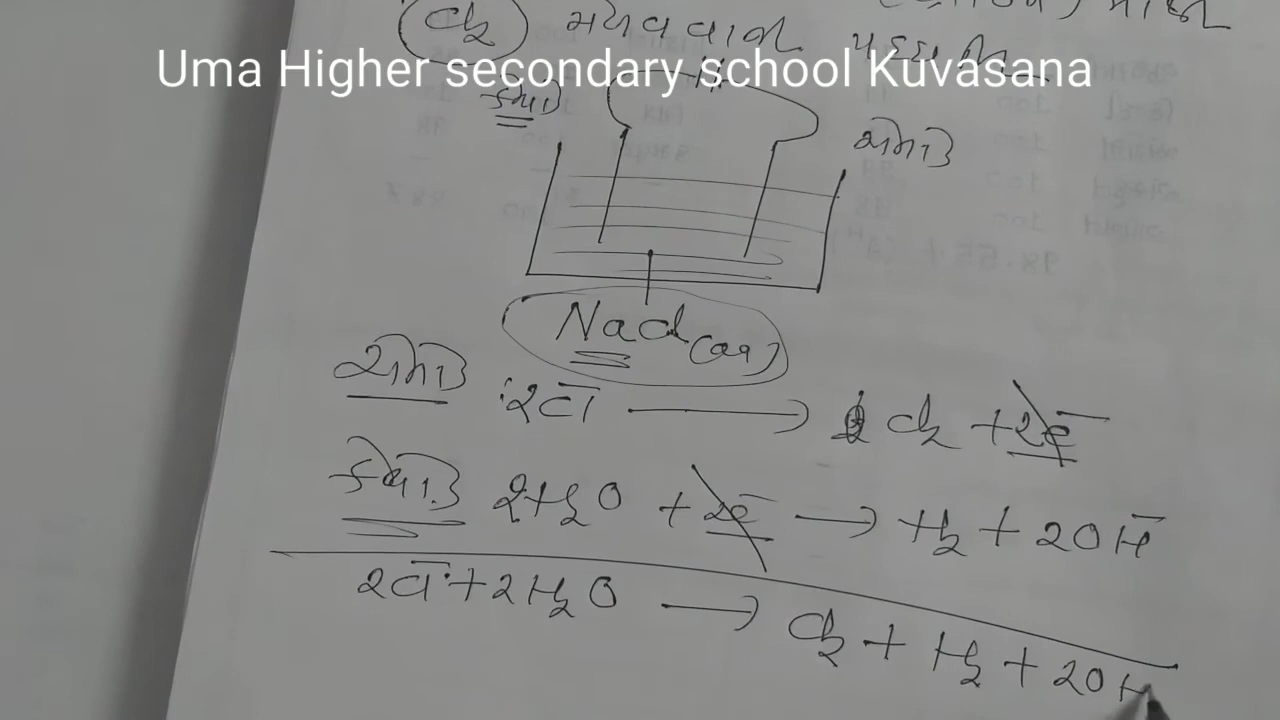 Cl₂ મેળવવાની પધ્ધતિ
Uma Higher secondary school Kuvasana
કેથોડ
એનોડ
NaCl(aq)
એનોડ 2Cl⁻ → Cl₂ + 2e⁻
કેથોડ 2H₂O + 2e⁻ → H₂ + 2OH⁻
2Cl⁻ + 2H₂O → Cl₂ + H₂ + 2OH